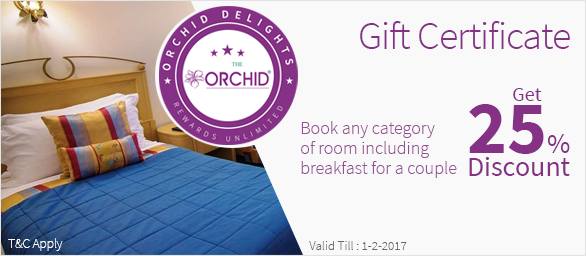 ORCHID DELIGHTS
THE
ORCHID®
REWARDS UNLIMITED
Gift Certificate
Book any category
of room including
breakfast for a couple
Get
25%
Discount
T&C Apply
Valid Till : 1-2-2017